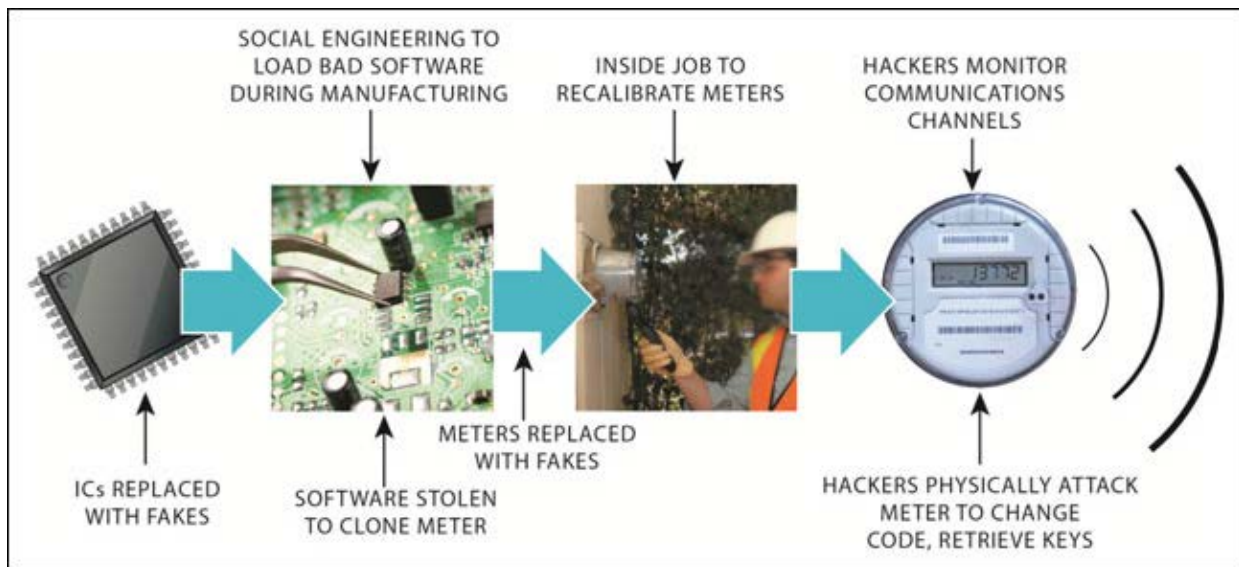 SOCIAL ENGINEERING TO
LOAD BAD SOFTWARE
DURING MANUFACTURING
INSIDE JOB TO
RECALIBRATE METERS
HACKERS MONITOR
COMMUNICATIONS
CHANNELS
13772
ICs REPLACED
WITH FAKES
SOFTWARE STOLEN
TO CLONE METER
METERS REPLACED
WITH FAKES
HACKERS PHYSICALLY ATTACK
METER TO CHANGE
CODE, RETRIEVE KEYS